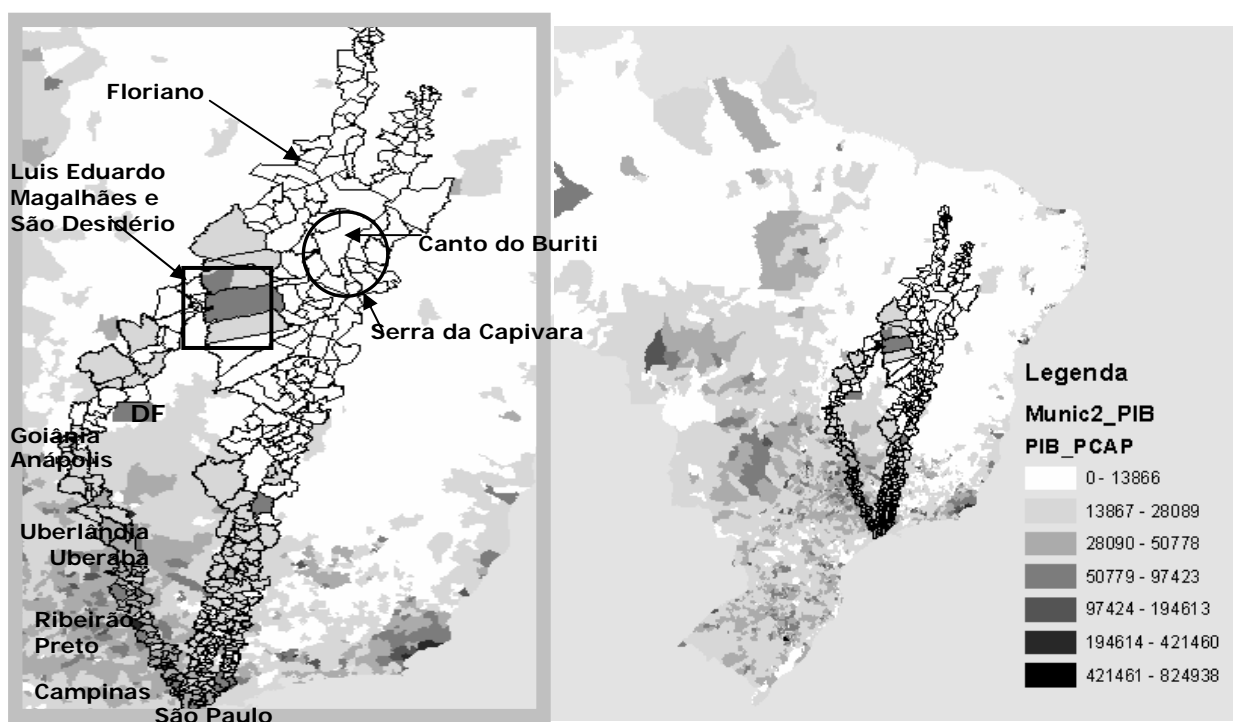 Floriano
Luis Eduardo
Magalhães e
São Desidério
Canto do Buriti
Serra da Capivara
DF
Goiânia
Anápolis
Uberlândia
Uberaba
Ribeirão
Preto
Campinas
São Paulo
Legenda
Munic2_PIB
PIB_PCAP
0 - 13866
13867 - 28089
28090 - 50778
50779 - 97423
97424 - 194613
194614 - 421460
421461 - 824938